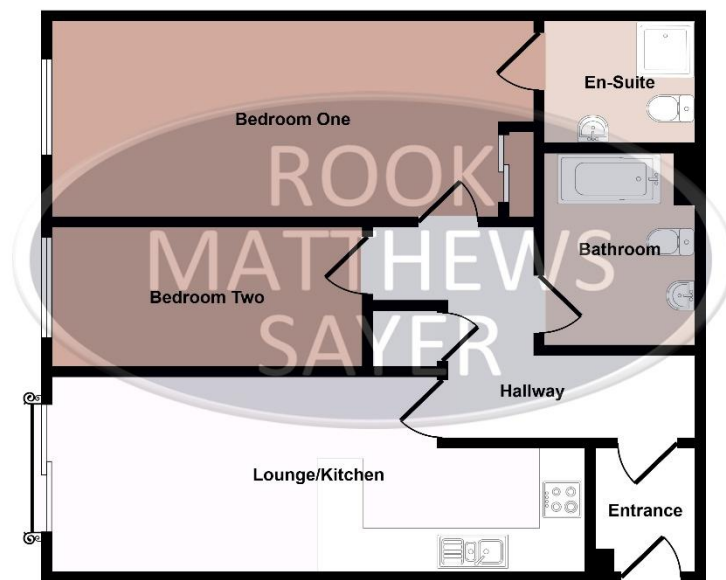 En-Suite
Bedroom One
ROOK
MATTHEWS
SAYER
Bathroom
Bedroom Two
Hallway
Lounge/Kitchen
Entrance